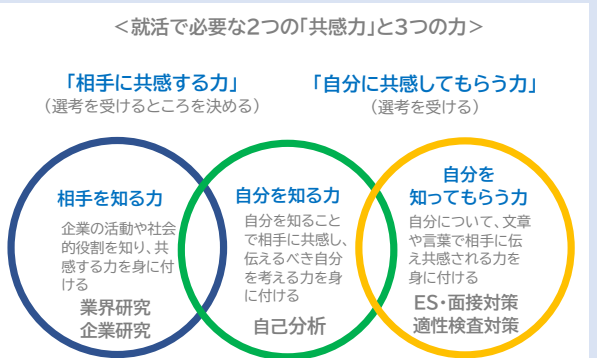 ＜就活で必要な2つの「共感力」と3つの力＞
「相手に共感する力」
（選考を受けるところを決める）
「自分に共感してもらう力」
（選考を受ける）
相手を知る力
企業の活動や社会
的役割を知り、共
感する力を身に付
ける
業界研究
企業研究
自分を知る力
自分を知ること
で相手に共感し、
伝えるべき自分
を考える力を身
に付ける
自己分析
自分を
知ってもらう力
自分について、文章
や言葉で相手に伝
え共感される力を
身に付ける
ES・面接対策
適性検査対策